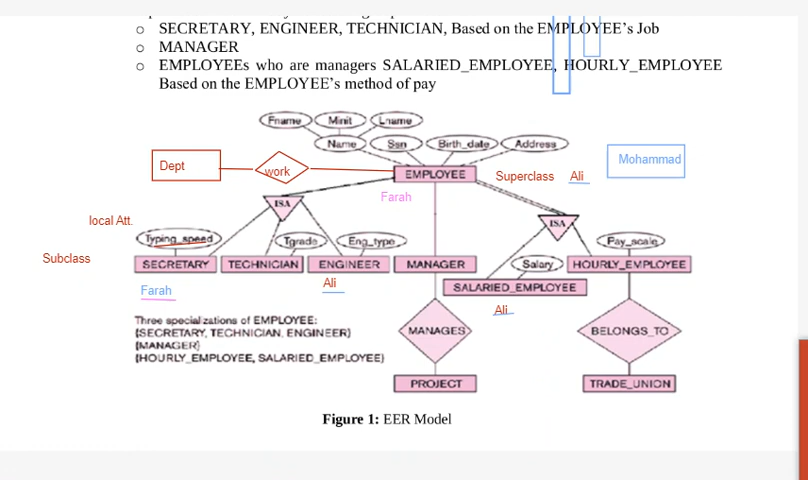 o SECRETARY, ENGINEER, TECHNICIAN, Based on the EMPLOYEE's Job
o MANAGER
o EMPLOYEEs who are managers SALARIED_EMPLOYEE, HOURLY_EMPLOYEE
Based on the EMPLOYEE's method of pay
Fname Minit Lname
Name Ssn Birth_date Address
Dept work EMPLOYEE Superclass Ali Mohammad
Farah
ISA
ISA
local Att.
Typing_speed Tgrade Eng_type Pay_scale
Subclass
SECRETARY TECHNICIAN ENGINEER MANAGER Salary HOURLY_EMPLOYEE
Farah Ali SALARIED_EMPLOYEE
Ali
Three specializations of EMPLOYEE:
{SECRETARY, TECHNICIAN, ENGINEER}
{MANAGER}
{HOURLY_EMPLOYEE, SALARIED_EMPLOYEE}
MANAGES BELONGS_TO
PROJECT TRADE_UNION
Figure 1: EER Model